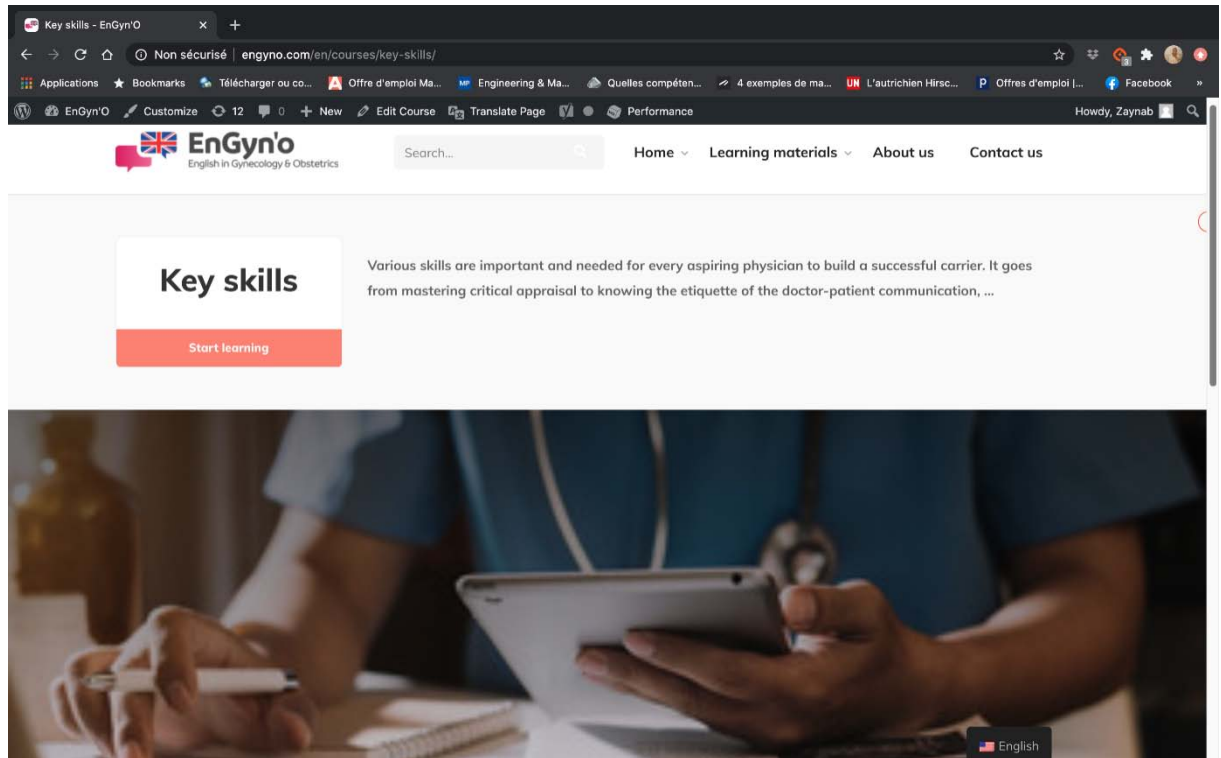 Key skills - EnGyn'O
Non sécurisé | engyno.com/en/courses/key-skills/
Applications Bookmarks Télécharger ou co... Offre d'emploi Ma... Engineering & Ma... Quelles compéten... 4 exemples de ma... L'autrichien Hirsc... Offres d'emploi |... Facebook »
EnGyn'O Customize 12 0 + New Edit Course Translate Page Performance Howdy, Zaynab
EnGyn'o
English in Gynecology & Obstetrics
Search...
Home Learning materials About us Contact us
Key skills
Start learning
Various skills are important and needed for every aspiring physician to build a successful carrier. It goes
from mastering critical appraisal to knowing the etiquette of the doctor-patient communication, ...
English